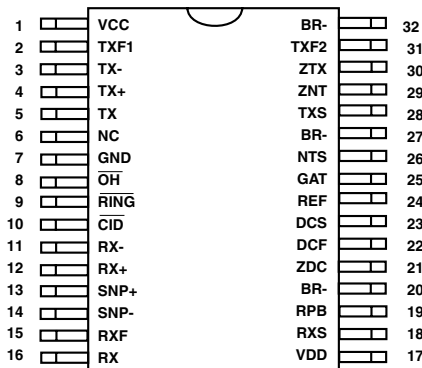 1 VCC BR- 32
2 TXF1 TXF2 31
3 TX- ZTX 30
4 TX+ ZNT 29
5 TX TXS 28
6 NC BR- 27
7 GND NTS 26
8 OH GAT 25
9 RING REF 24
10 CID DCS 23
11 RX- DCF 22
12 RX+ ZDC 21
13 SNP+ BR- 20
14 SNP- RPB 19
15 RXF RXS 18
16 RX VDD 17